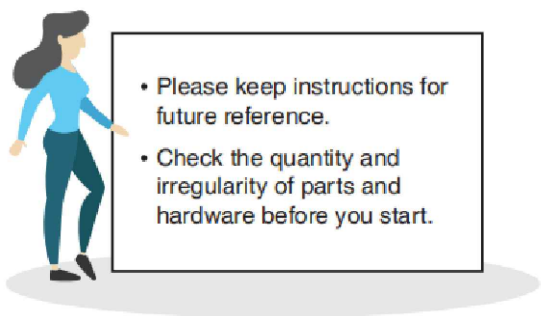 • Please keep instructions for
future reference.
• Check the quantity and
irregularity of parts and
hardware before you start.